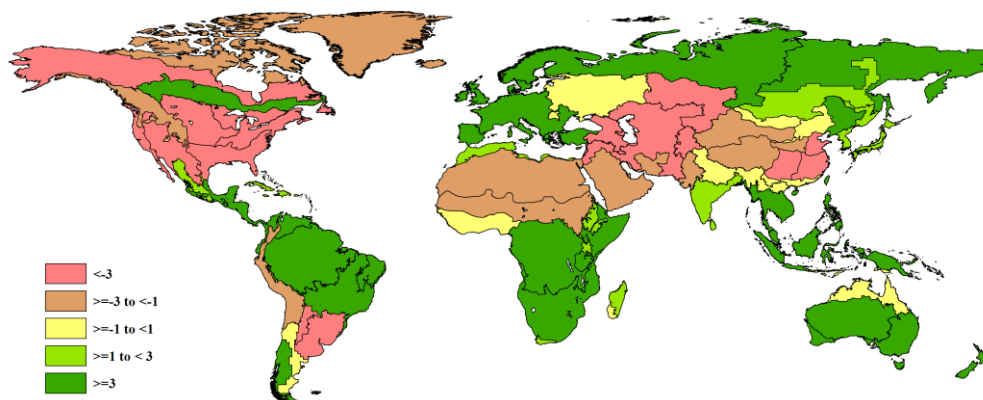 <-3
>=-3 to <-1
>=-1 to <1
>=1 to < 3
>=3